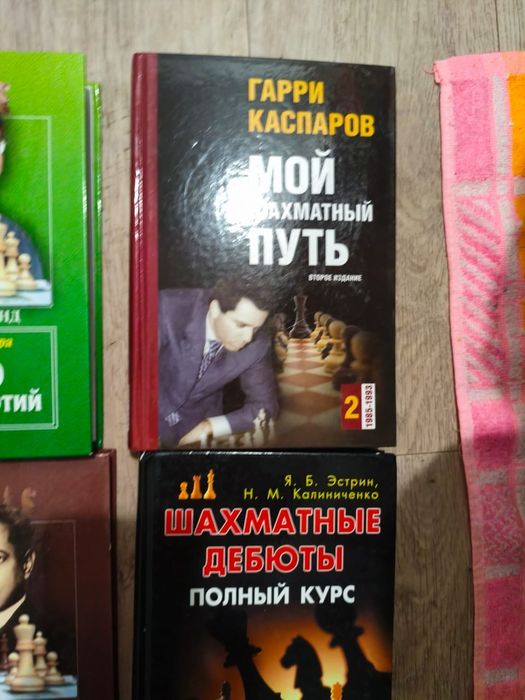 ГАРРИ
КАСПАРОВ
МОЙ
ШАХМАТНЫЙ
ПУТЬ
ВТОРОЕ ИЗДАНИЕ
2
1985-1993
Я. Б. Эстрин,
Н. М. Калиниченко
ШАХМАТНЫЕ
ДЕБЮТЫ
ПОЛНЫЙ КУРС